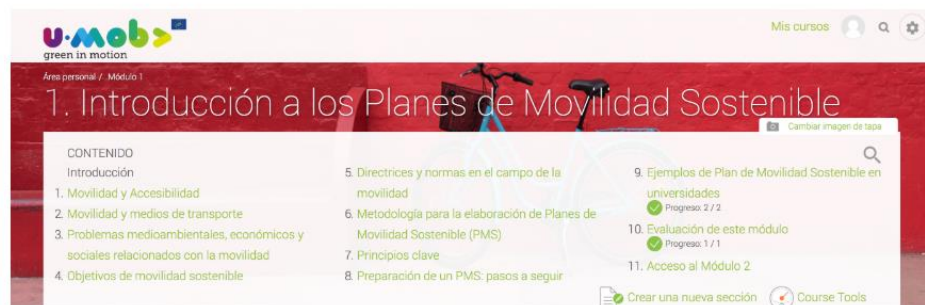 u·mob>
green in motion
Mis cursos
Área personal / Módulo 1
1. Introducción a los Planes de Movilidad Sostenible
Cambiar imagen de tapa
CONTENIDO
Introducción
1. Movilidad y Accesibilidad
2. Movilidad y medios de transporte
3. Problemas medioambientales, económicos y
sociales relacionados con la movilidad
4. Objetivos de movilidad sostenible
5. Directrices y normas en el campo de la
movilidad
6. Metodología para la elaboración de Planes de
Movilidad Sostenible (PMS)
7. Principios clave
8. Preparación de un PMS: pasos a seguir
9. Ejemplos de Plan de Movilidad Sostenible en
universidades
Progreso: 2 / 2
10. Evaluación de este módulo
Progreso: 1 / 1
11. Acceso al Módulo 2
Crear una nueva sección
Course Tools